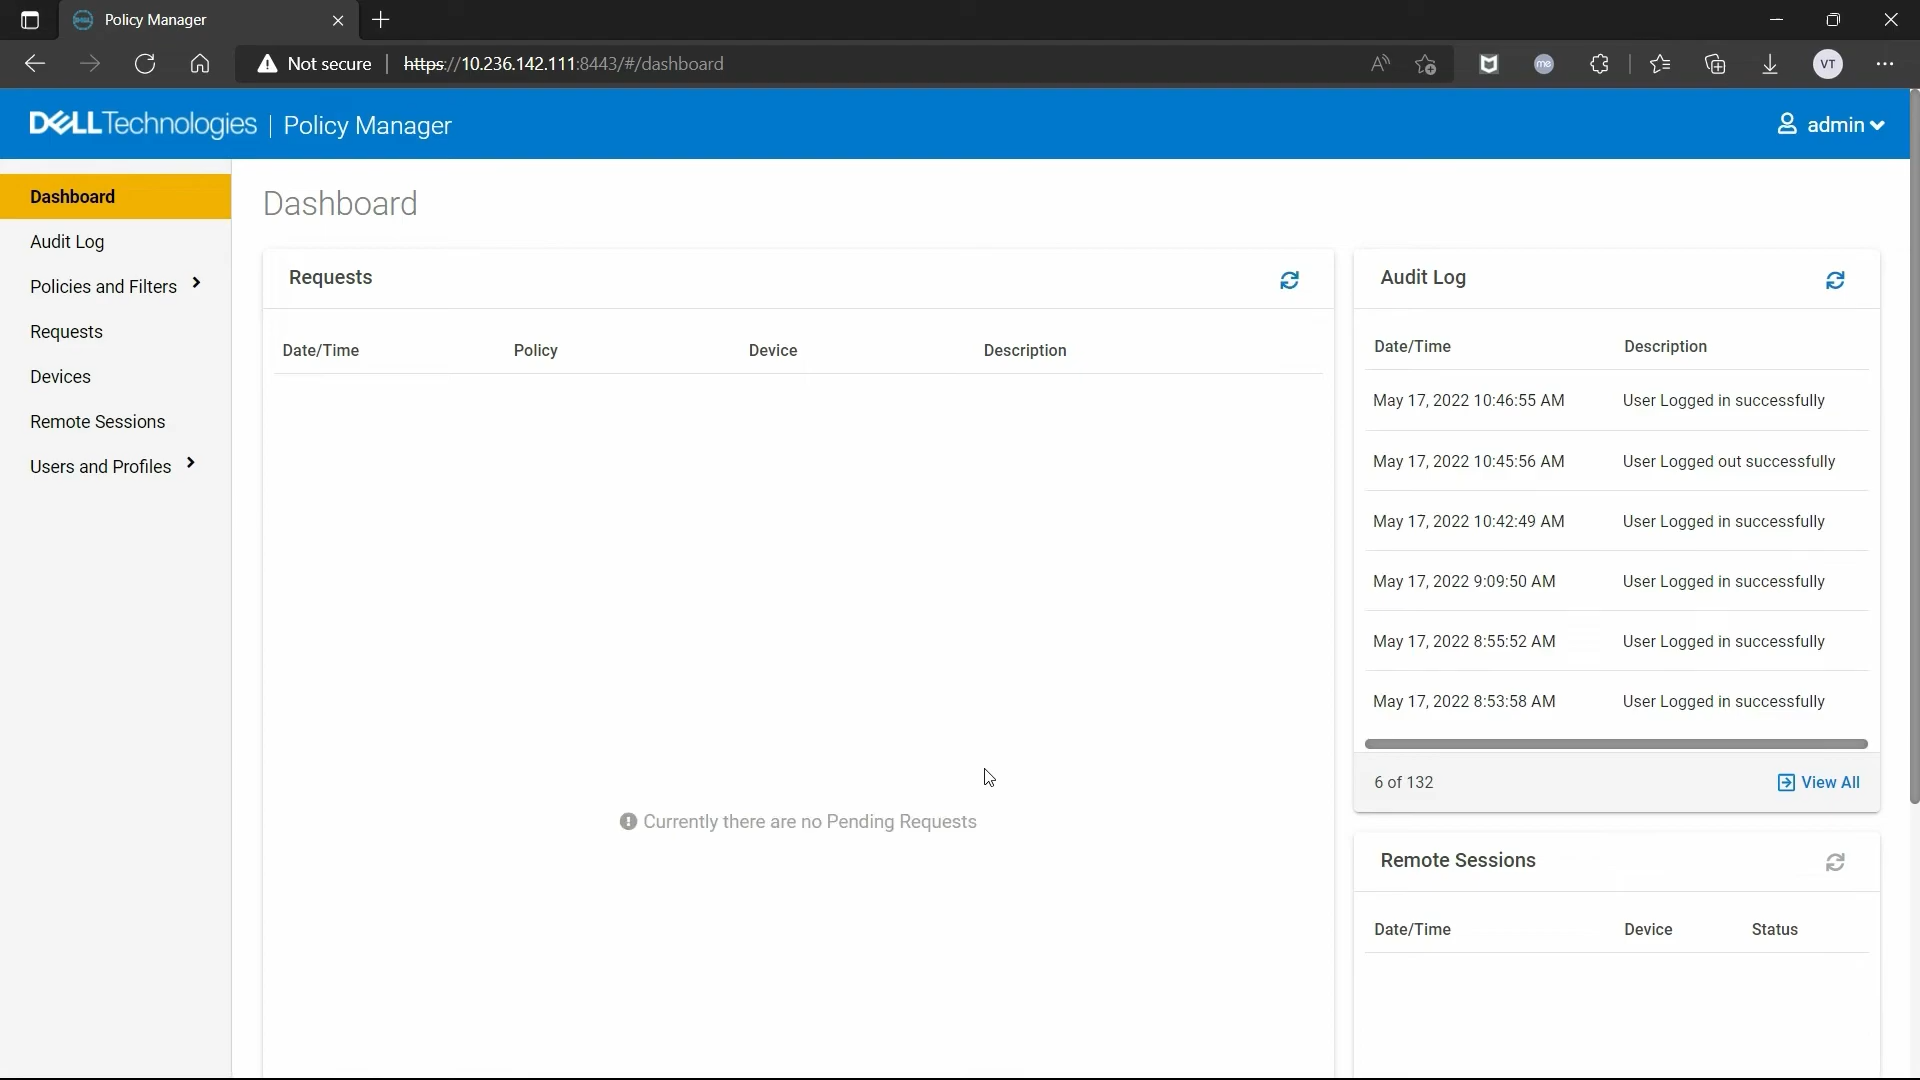 Policy Manager
Not secure
https://10.236.142.111:8443/#/dashboard
me
VT
DELLTechnologies | Policy Manager
admin
Dashboard
Audit Log
Policies and Filters
Requests
Devices
Remote Sessions
Users and Profiles
Dashboard
Requests
Date/Time Policy Device Description
Currently there are no Pending Requests
Audit Log
Date/Time Description
May 17, 2022 10:46:55 AM User Logged in successfully
May 17, 2022 10:45:56 AM User Logged out successfully
May 17, 2022 10:42:49 AM User Logged in successfully
May 17, 2022 9:09:50 AM User Logged in successfully
May 17, 2022 8:55:52 AM User Logged in successfully
May 17, 2022 8:53:58 AM User Logged in successfully
6 of 132 View All
Remote Sessions
Date/Time Device Status